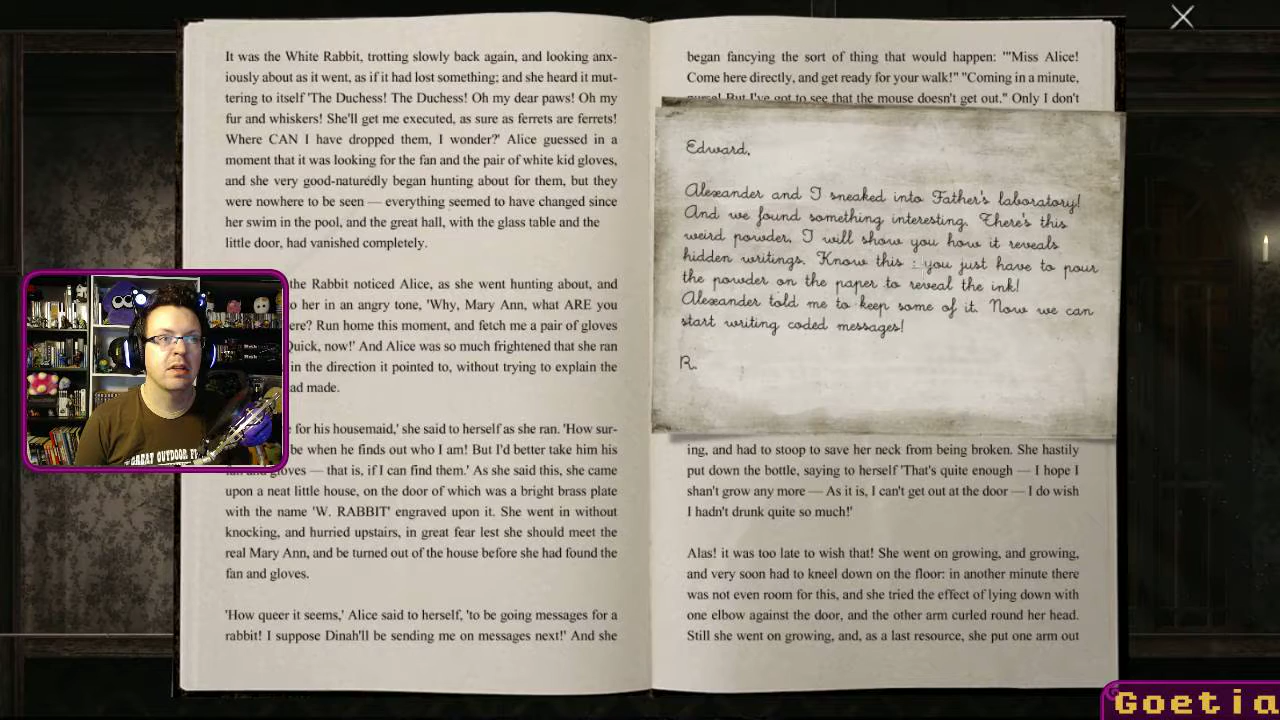 It was the White Rabbit, trotting slowly back again, and looking anx-
iously about as it went, as if it had lost something; and she heard it mut-
tering to itself 'The Duchess! The Duchess! Oh my dear paws! Oh my
fur and whiskers! She'll get me executed, as sure as ferrets are ferrets!
Where CAN I have dropped them, I wonder?' Alice guessed in a
moment that it was looking for the fan and the pair of white kid gloves,
and she very good-naturedly began hunting about for them, but they
were nowhere to be seen — everything seemed to have changed since
her swim in the pool, and the great hall, with the glass table and the
little door, had vanished completely.
the Rabbit noticed Alice, as she went hunting about, and
to her in an angry tone, 'Why, Mary Ann, what ARE you
here? Run home this moment, and fetch me a pair of gloves
Quick, now!' And Alice was so much frightened that she ran
in the direction it pointed to, without trying to explain the
had made.
for his housemaid,' she said to herself as she ran. 'How sur-
be when he finds out who I am! But I'd better take him his
fan and gloves — that is, if I can find them.' As she said this, she came
upon a neat little house, on the door of which was a bright brass plate
with the name 'W. RABBIT' engraved upon it. She went in without
knocking, and hurried upstairs, in great fear lest she should meet the
real Mary Ann, and be turned out of the house before she had found the
fan and gloves.
'How queer it seems,' Alice said to herself, 'to be going messages for a
rabbit! I suppose Dinah'll be sending me on messages next!' And she
began fancying the sort of thing that would happen: '"Miss Alice!
Come here directly, and get ready for your walk!" "Coming in a minute,
nurse! But I've got to see that the mouse doesn't get out." Only I don't
Edward,
Alexander and I sneaked into Father's laboratory!
And we found something interesting. There's this
weird powder. I will show you how it reveals
hidden writings. Know this : you just have to pour
the powder on the paper to reveal the ink!
Alexander told me to keep some of it. Now we can
start writing coded messages!
R.
ing, and had to stoop to save her neck from being broken. She hastily
put down the bottle, saying to herself 'That's quite enough — I hope I
shan't grow any more — As it is, I can't get out at the door — I do wish
I hadn't drunk quite so much!'
Alas! it was too late to wish that! She went on growing, and growing,
and very soon had to kneel down on the floor: in another minute there
was not even room for this, and she tried the effect of lying down with
one elbow against the door, and the other arm curled round her head.
Still she went on growing, and, as a last resource, she put one arm out
GREAT OUTDOOR
Goetia